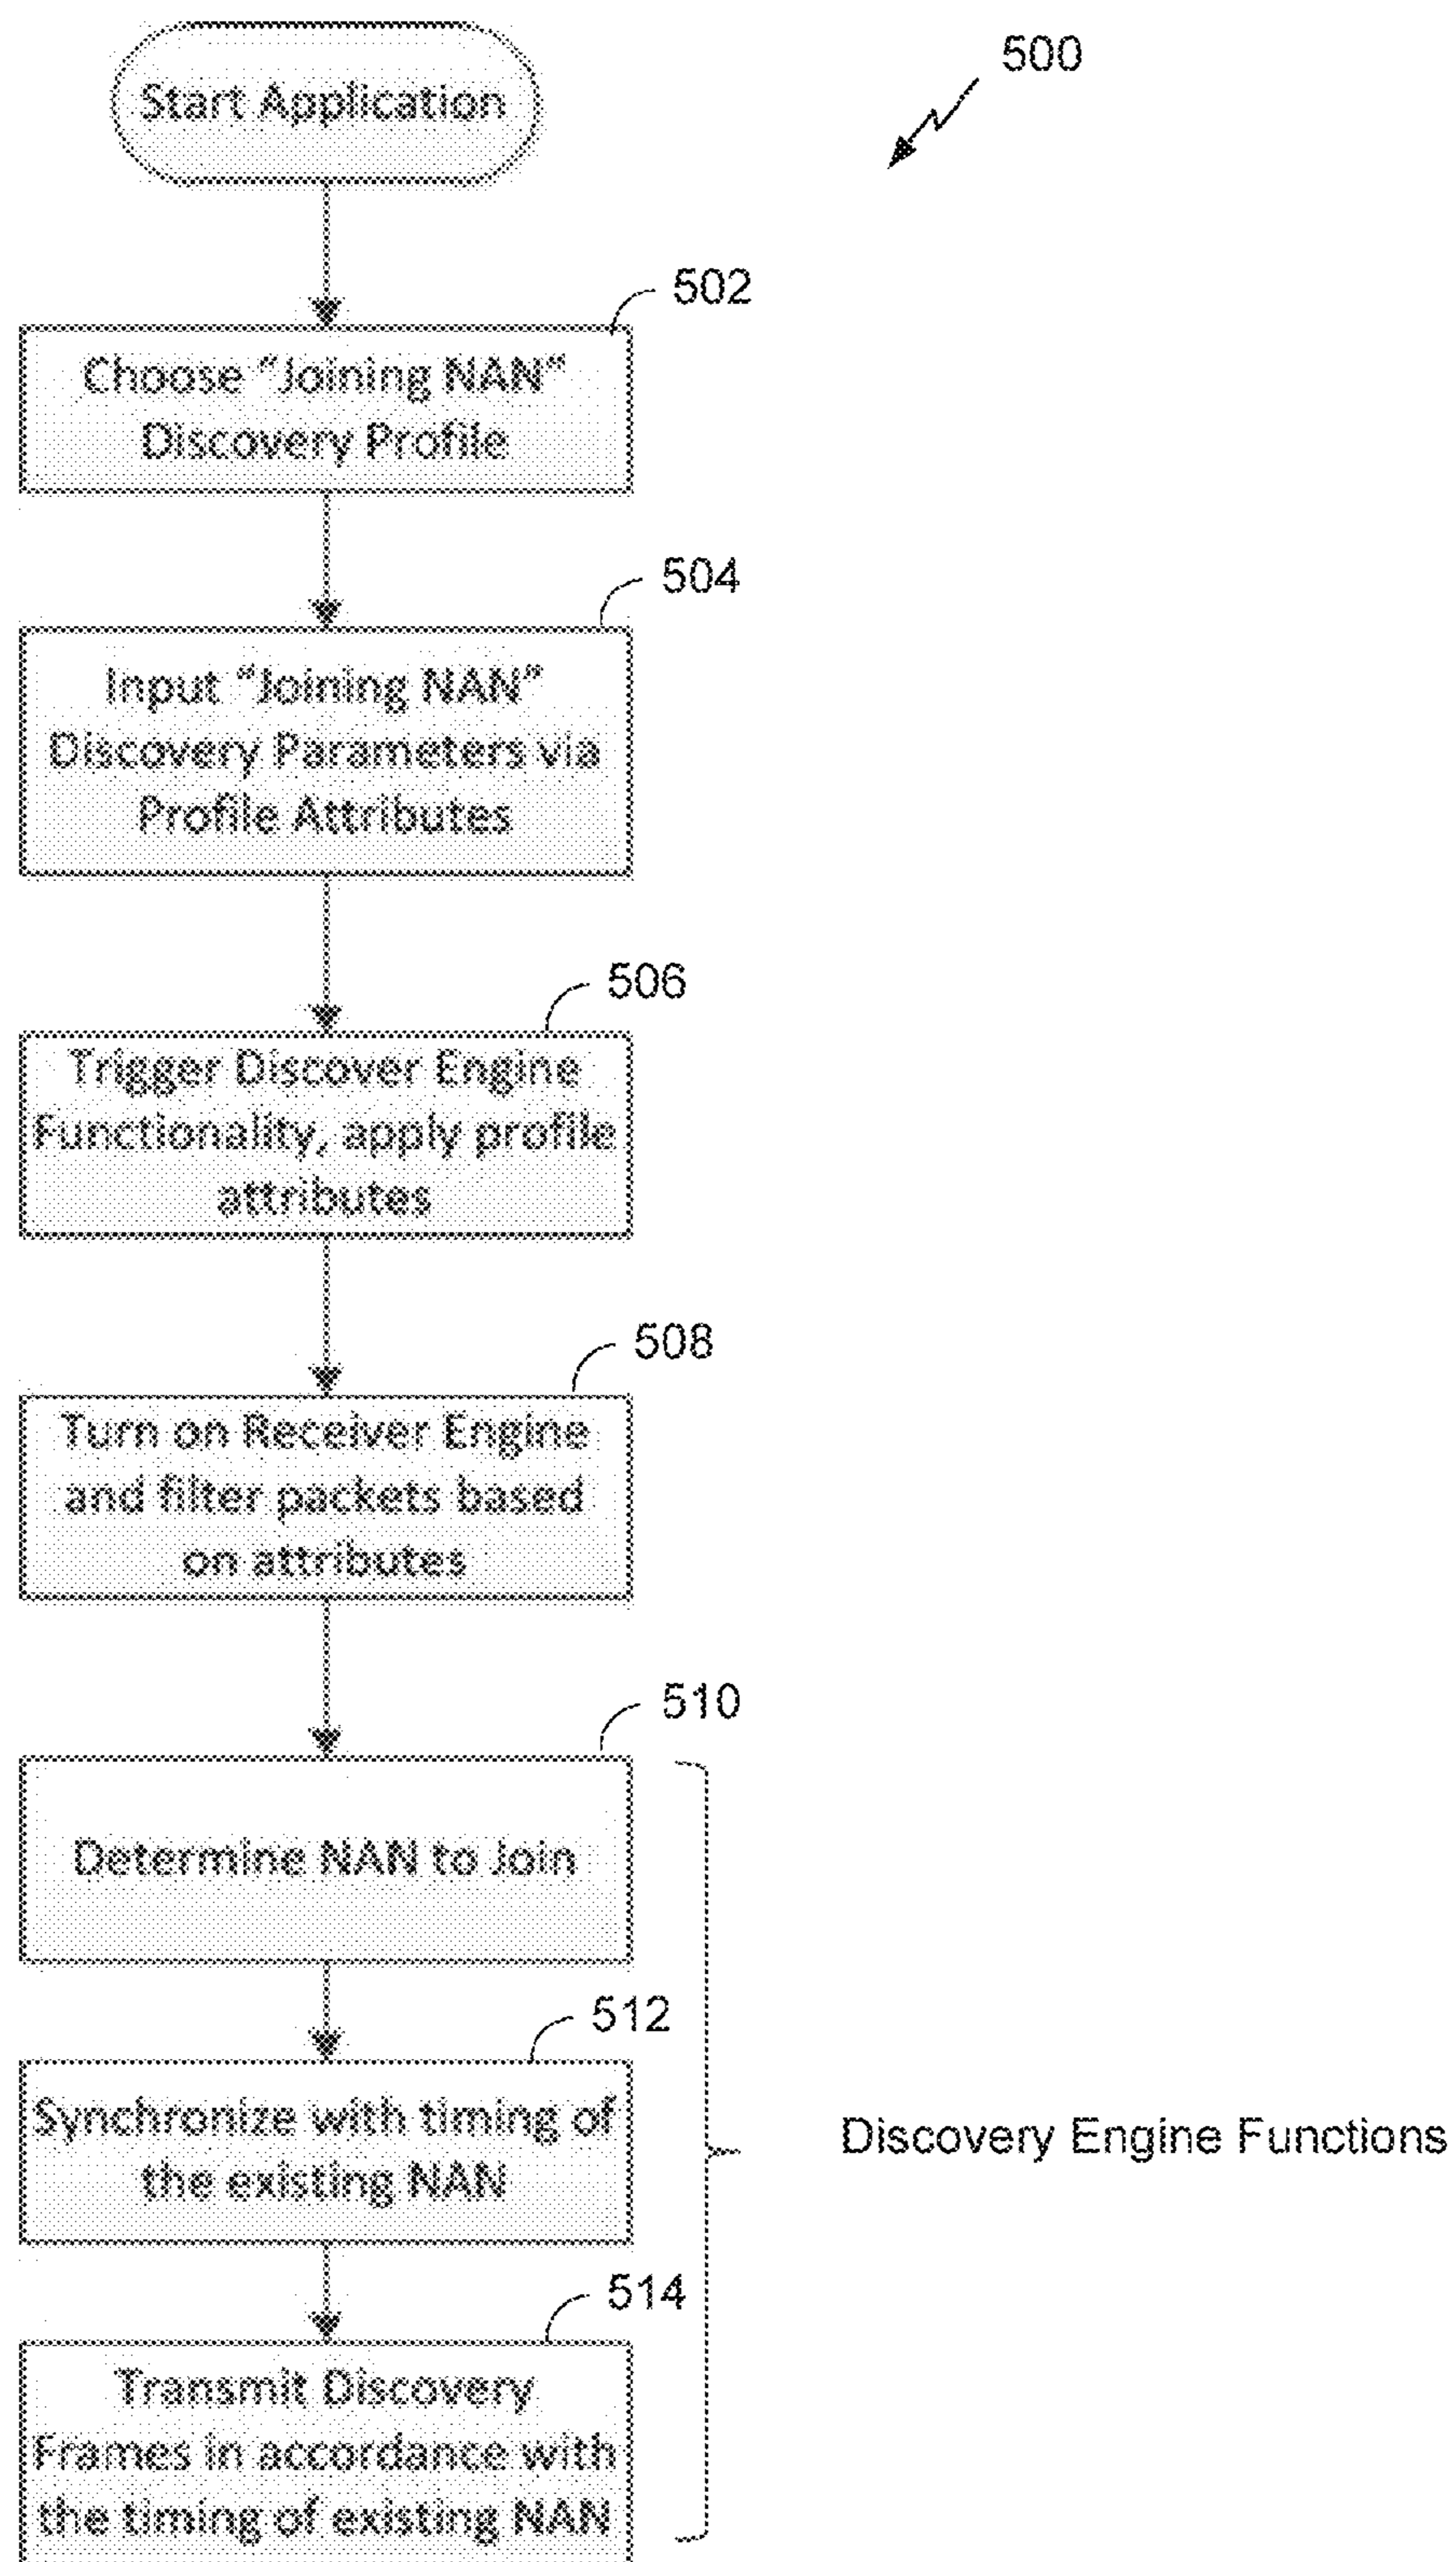 Start Application
500
502
Choose “Joining NAN”
Discovery Profile
504
Input “Joining NAN”
Discovery Parameters via
Profile Attributes
506
Trigger Discover Engine
Functionality, apply profile
attributes
508
Turn on Receiver Engine
and filter packets based
on attributes
510
Determine NAN to Join
512
Synchronize with timing of
the existing NAN
Discovery Engine Functions
514
Transmit Discovery
Frames in accordance with
the timing of existing NAN